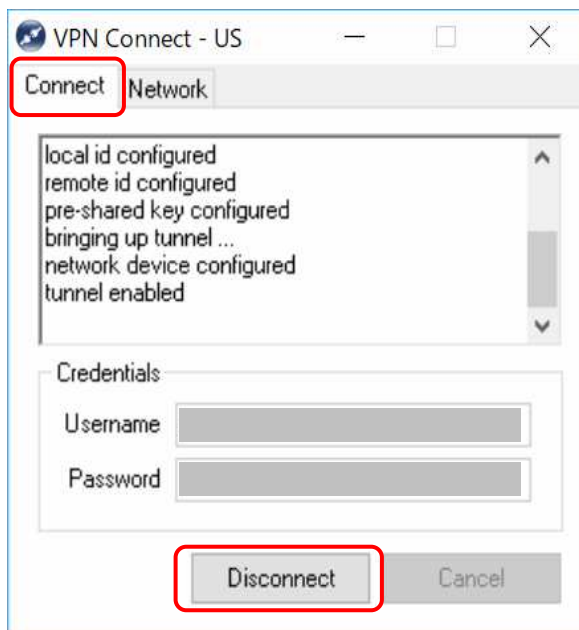 VPN Connect - US
Connect Network
local id configured
remote id configured
pre-shared key configured
bringing up tunnel ...
network device configured
tunnel enabled
Credentials
Username
Password
Disconnect Cancel